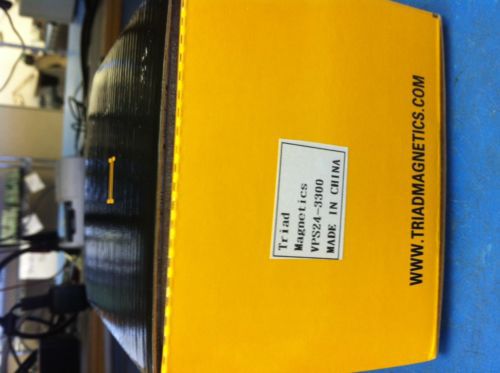 Triad
Magnetics
VPS24-3300
MADE IN CHINA
WWW.TRIADMAGNETICS.COM